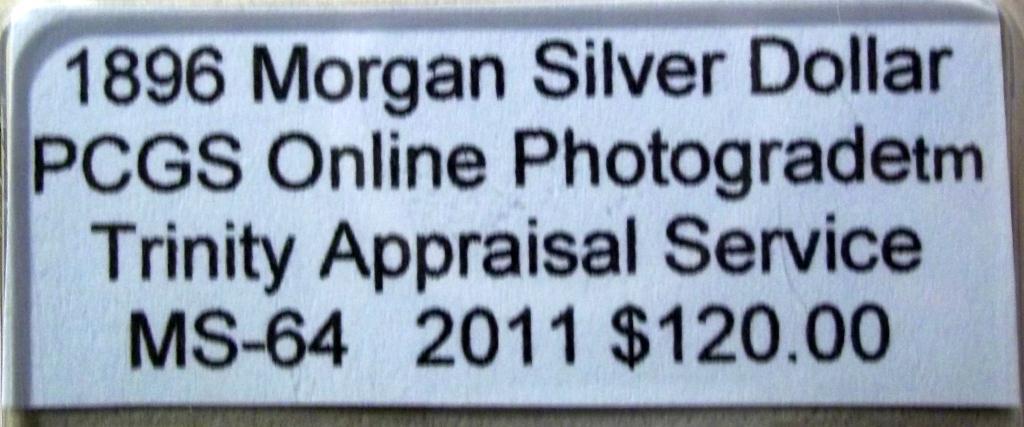 1896 Morgan Silver Dollar
PCGS Online Photogradetm
Trinity Appraisal Service
MS-64 2011 $120.00